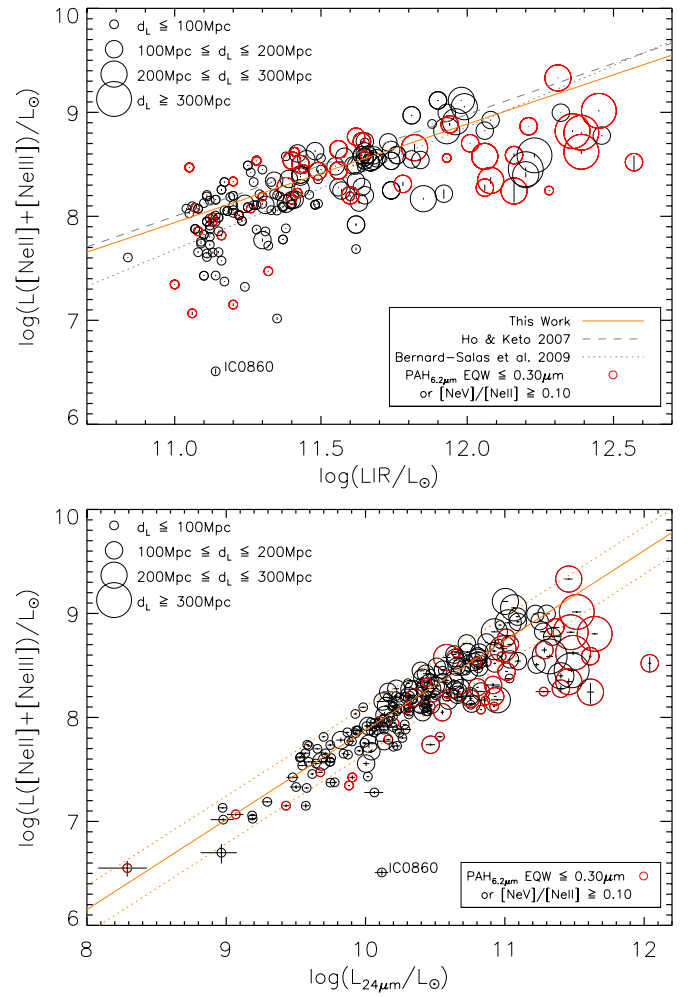 10
9
8
7
6
log(L([NeII]+[NeIII])/L⊙)
d_L ≦ 100Mpc
100Mpc ≦ d_L ≦ 200Mpc
200Mpc ≦ d_L ≦ 300Mpc
d_L ≧ 300Mpc
IC0860
This Work
Ho & Keto 2007
Bernard-Salas et al. 2009
PAH_6.2μm EQW ≦ 0.30μm
or [NeV]/[NeII] ≧ 0.10
11.0 11.5 12.0 12.5
log(LIR/L⊙)
10
9
8
7
6
log(L([NeII]+[NeIII])/L⊙)
d_L ≦ 100Mpc
100Mpc ≦ d_L ≦ 200Mpc
200Mpc ≦ d_L ≦ 300Mpc
d_L ≧ 300Mpc
IC0860
PAH_6.2μm EQW ≦ 0.30μm
or [NeV]/[NeII] ≧ 0.10
8 9 10 11 12
log(L_24μm/L⊙)